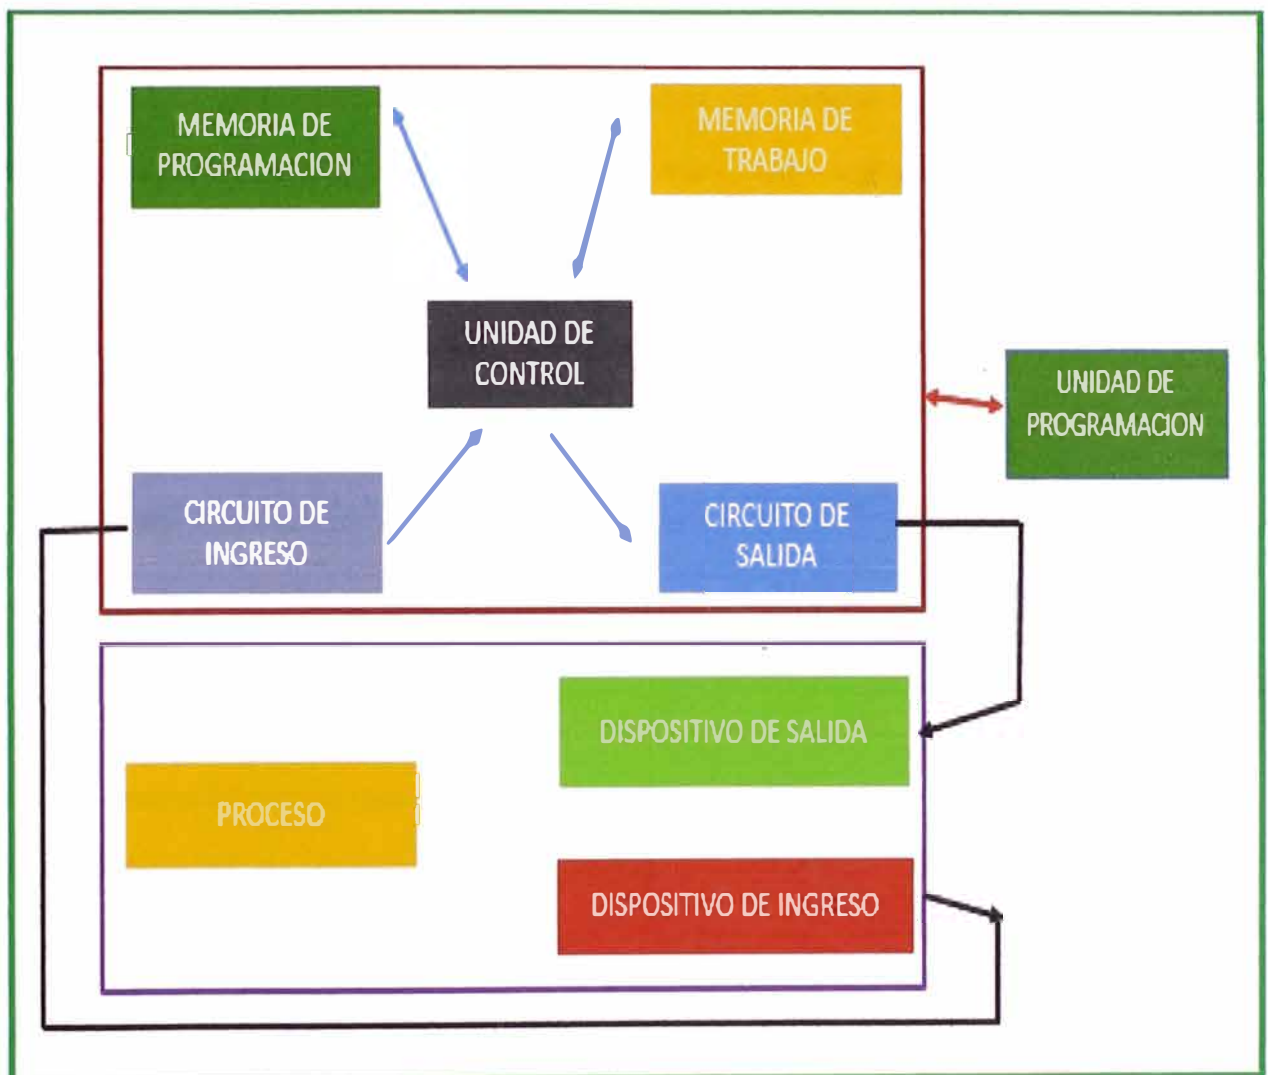 MEMORIA DE
PROGRAMACION
MEMORIA DE
TRABAJO
UNIDAD DE
CONTROL
UNIDAD DE
PROGRAMACION
CIRCUITO DE
INGRESO
CIRCUITO DE
SALIDA
DISPOSITIVO DE SALIDA
PROCESO
DISPOSITIVO DE INGRESO